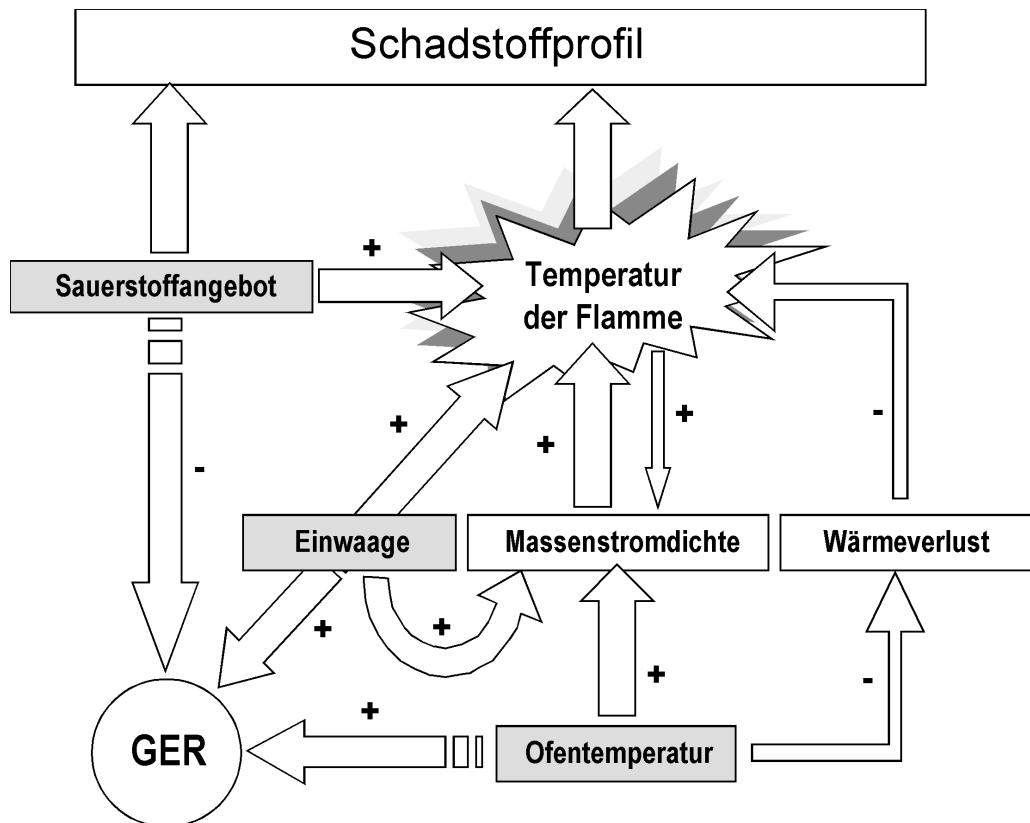 Schadstoffprofil
+
Sauerstoffangebot
Temperatur
der Flamme
+
-
+
+
-
Einwaage
Massenstromdichte
Wärmeverlust
+
+
+
-
+
GER
Ofentemperatur